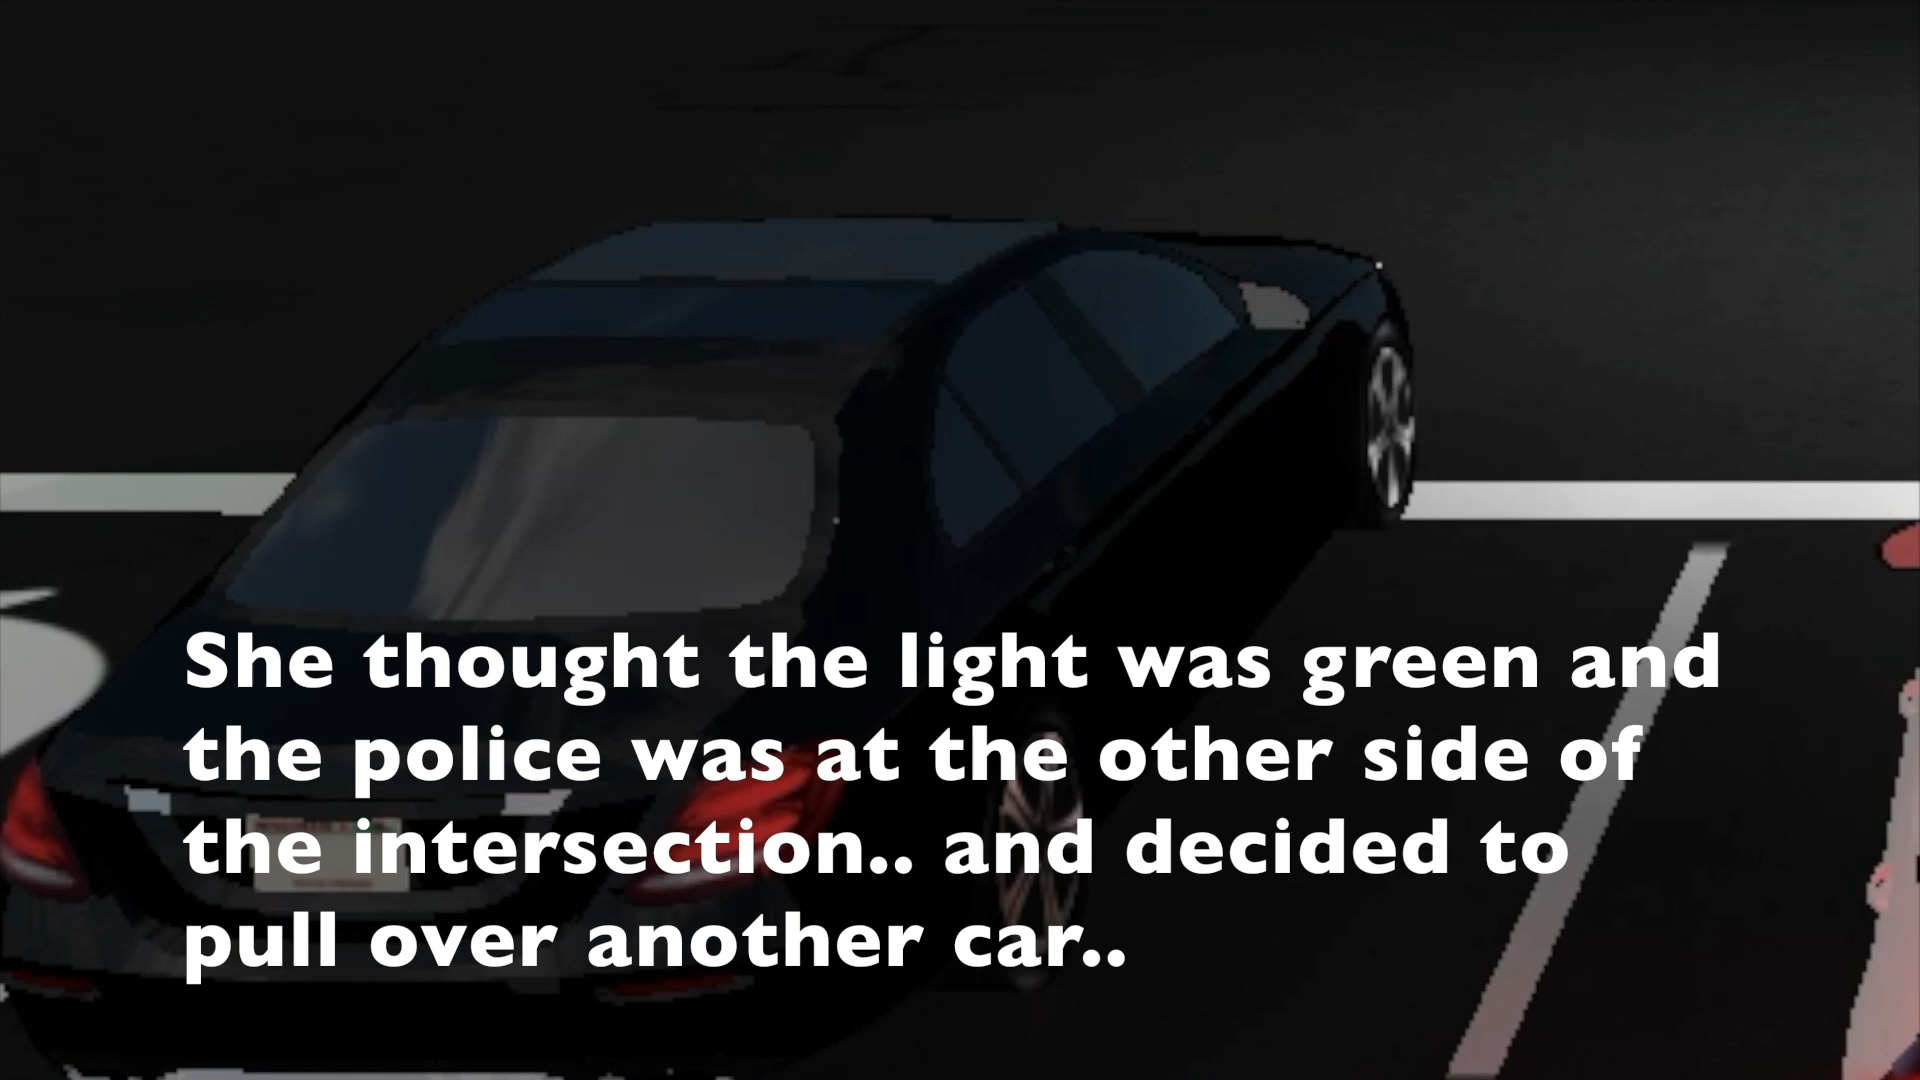 She thought the light was green and
the police was at the other side of
the intersection.. and decided to
pull over another car..